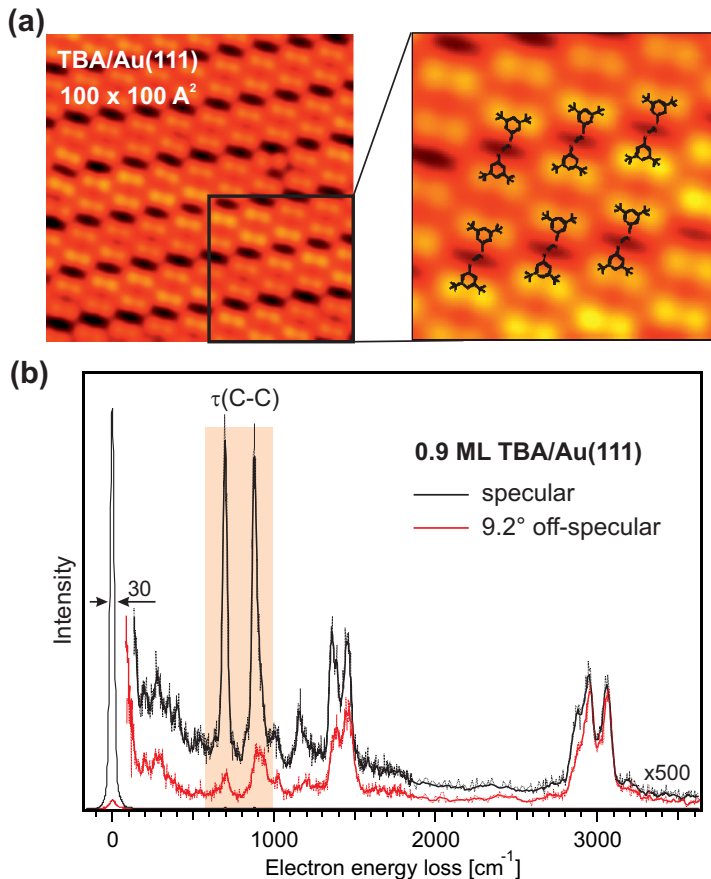 (a)
TBA/Au(111)
100 x 100 A²
(b)
τ(C-C)
0.9 ML TBA/Au(111)
specular
9.2° off-specular
30
Intensity
x500
0
1000
2000
3000
Electron energy loss [cm⁻¹]